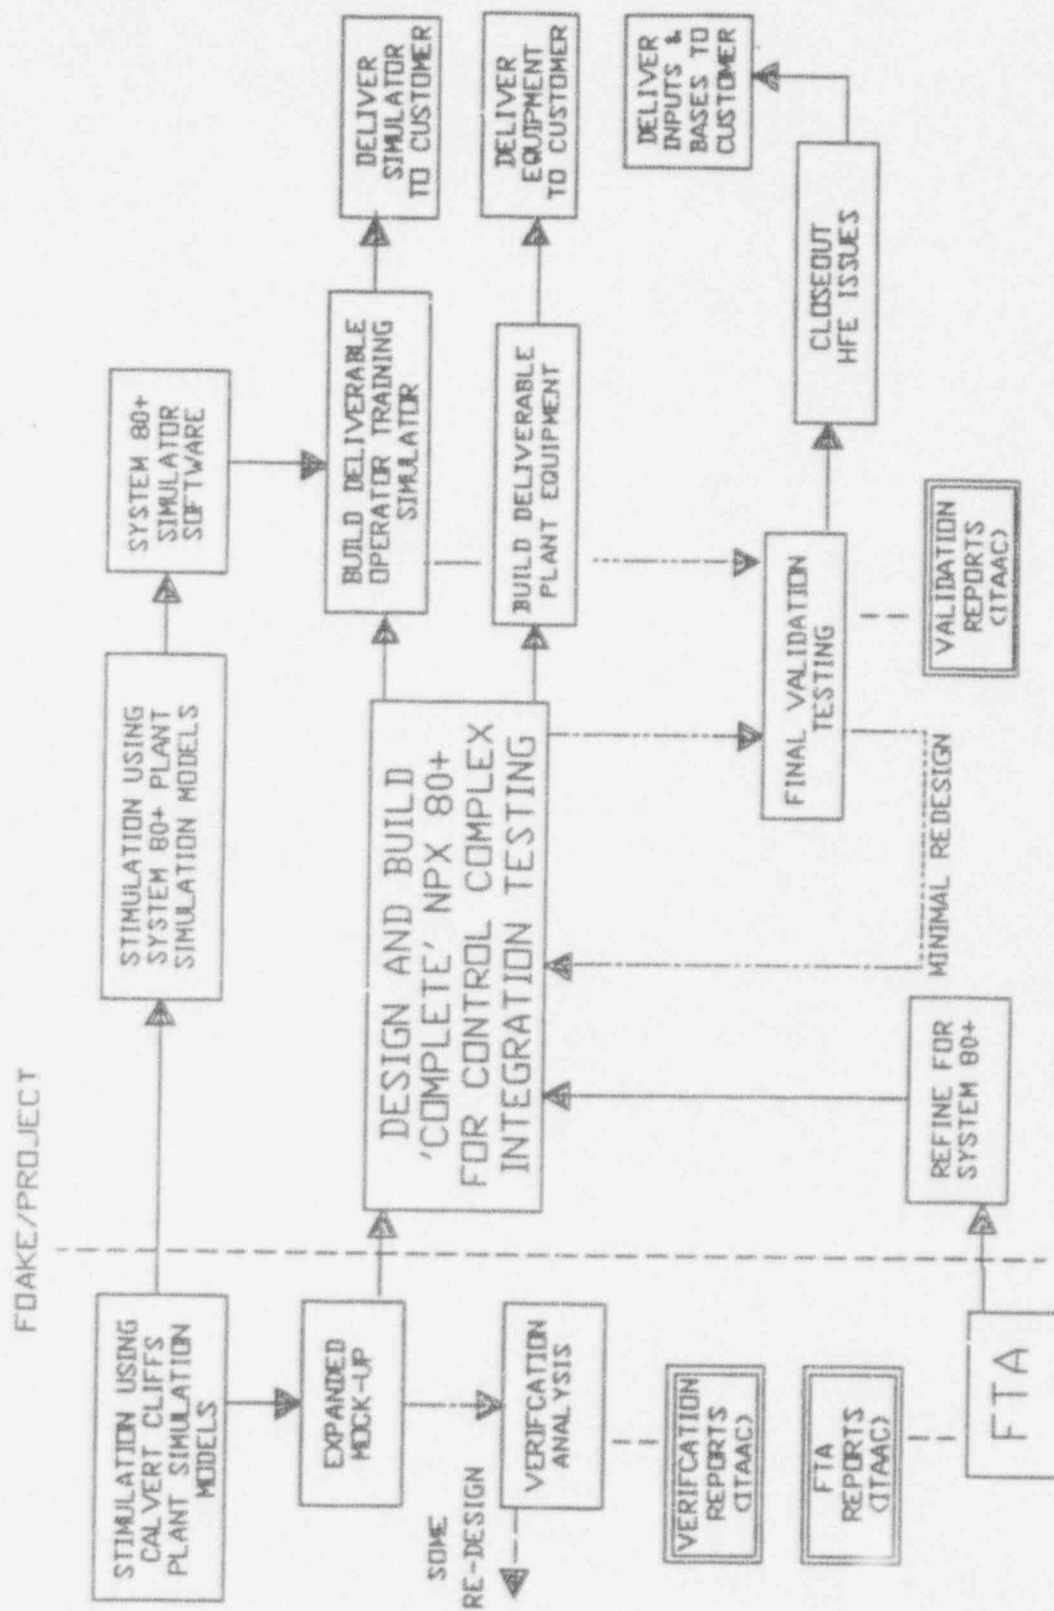 FOAKE/PROJECT
STIMULATION USING
CALVERT CLIFFS
PLANT SIMULATION
MODELS
STIMULATION USING
SYSTEM 80+ PLANT
SIMULATION MODELS
SYSTEM 80+
SIMULATOR
SOFTWARE
EXPANDED
MOCK-UP
DESIGN AND BUILD
'COMPLETE' NPX 80+
FOR CONTROL COMPLEX
INTEGRATION TESTING
BUILD DELIVERABLE
OPERATOR TRAINING
SIMULATOR
DELIVER
SIMULATOR
TO CUSTOMER
BUILD DELIVERABLE
PLANT EQUIPMENT
DELIVER
EQUIPMENT
TO CUSTOMER
SOME
RE-DESIGN
VERIFCATION
ANALYSIS
VERIFCATION
REPORTS
(ITAAC)
FTA
REPORTS
(ITAAC)
FTA
REFINE FOR
SYSTEM 80+
MINIMAL REDESIGN
FINAL VALIDATION
TESTING
VALIDATION
REPORTS
(ITAAC)
CLOSEOUT
HFE ISSUES
DELIVER
INPUTS &
BASES TO
CUSTOMER